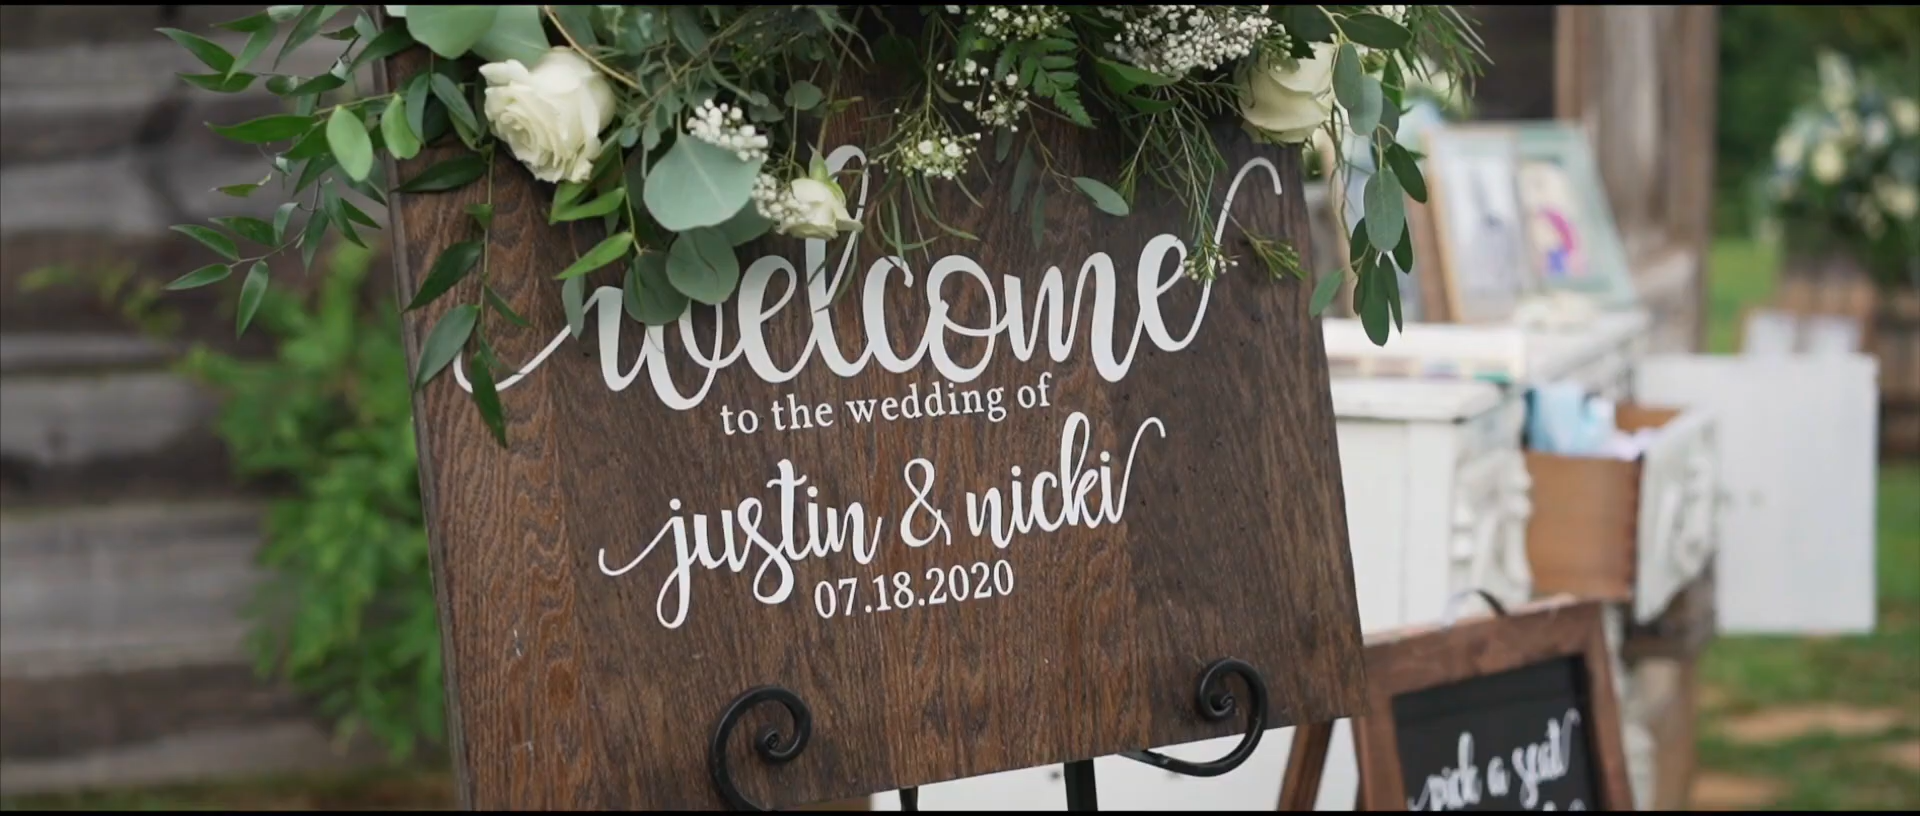 welcome
to the wedding of
justin & nicki
07.18.2020
pick a seat